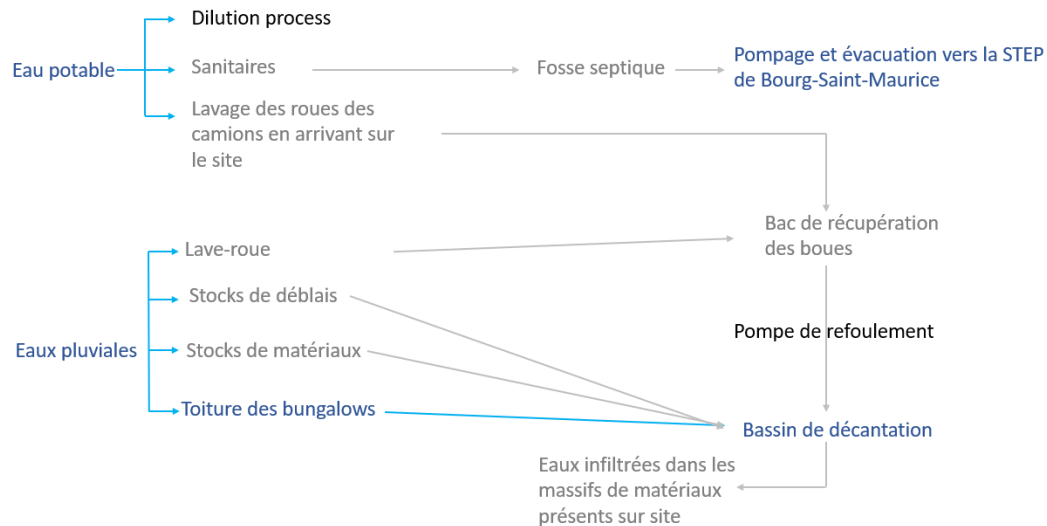 Dilution process
Eau potable
Sanitaires
Fosse septique
Pompage et évacuation vers la STEP
de Bourg-Saint-Maurice
Lavage des roues des
camions en arrivant sur
le site
Bac de récupération
des boues
Lave-roue
Stocks de déblais
Pompe de refoulement
Eaux pluviales
Stocks de matériaux
Toiture des bungalows
Bassin de décantation
Eaux infiltrées dans les
massifs de matériaux
présents sur site